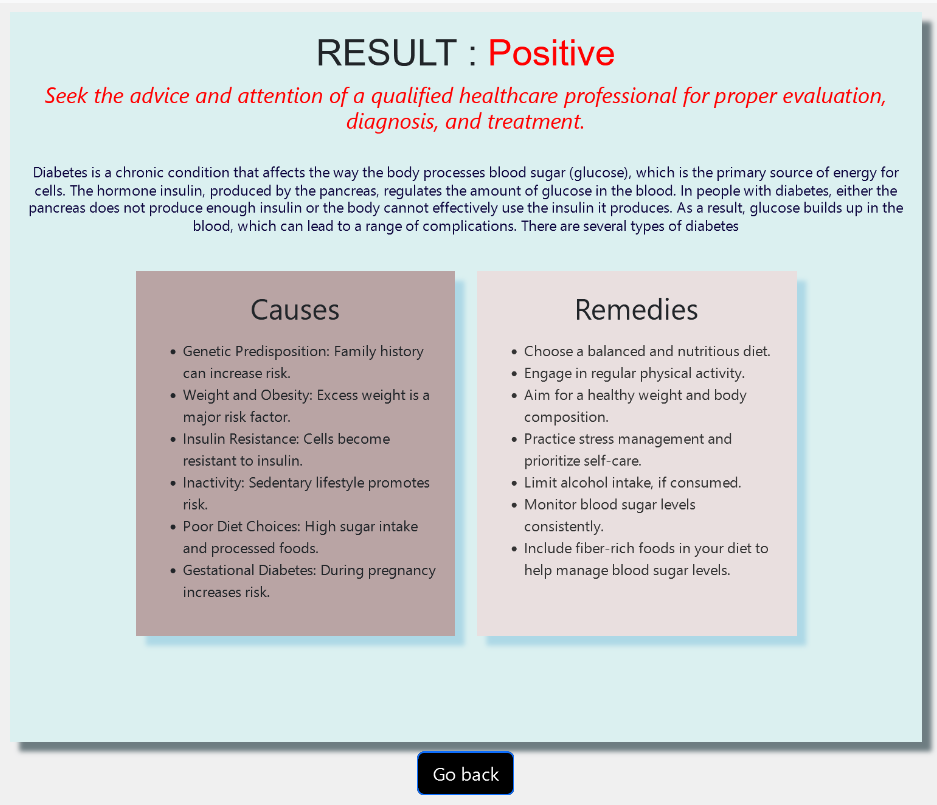 RESULT : Positive
Seek the advice and attention of a qualified healthcare professional for proper evaluation,
diagnosis, and treatment.
Diabetes is a chronic condition that affects the way the body processes blood sugar (glucose), which is the primary source of energy for
cells. The hormone insulin, produced by the pancreas, regulates the amount of glucose in the blood. In people with diabetes, either the
pancreas does not produce enough insulin or the body cannot effectively use the insulin it produces. As a result, glucose builds up in the
blood, which can lead to a range of complications. There are several types of diabetes
Causes
• Genetic Predisposition: Family history
can increase risk.
• Weight and Obesity: Excess weight is a
major risk factor.
• Insulin Resistance: Cells become
resistant to insulin.
• Inactivity: Sedentary lifestyle promotes
risk.
• Poor Diet Choices: High sugar intake
and processed foods.
• Gestational Diabetes: During pregnancy
increases risk.
Remedies
• Choose a balanced and nutritious diet.
• Engage in regular physical activity.
• Aim for a healthy weight and body
composition.
• Practice stress management and
prioritize self-care.
• Limit alcohol intake, if consumed.
• Monitor blood sugar levels
consistently.
• Include fiber-rich foods in your diet to
help manage blood sugar levels.
Go back